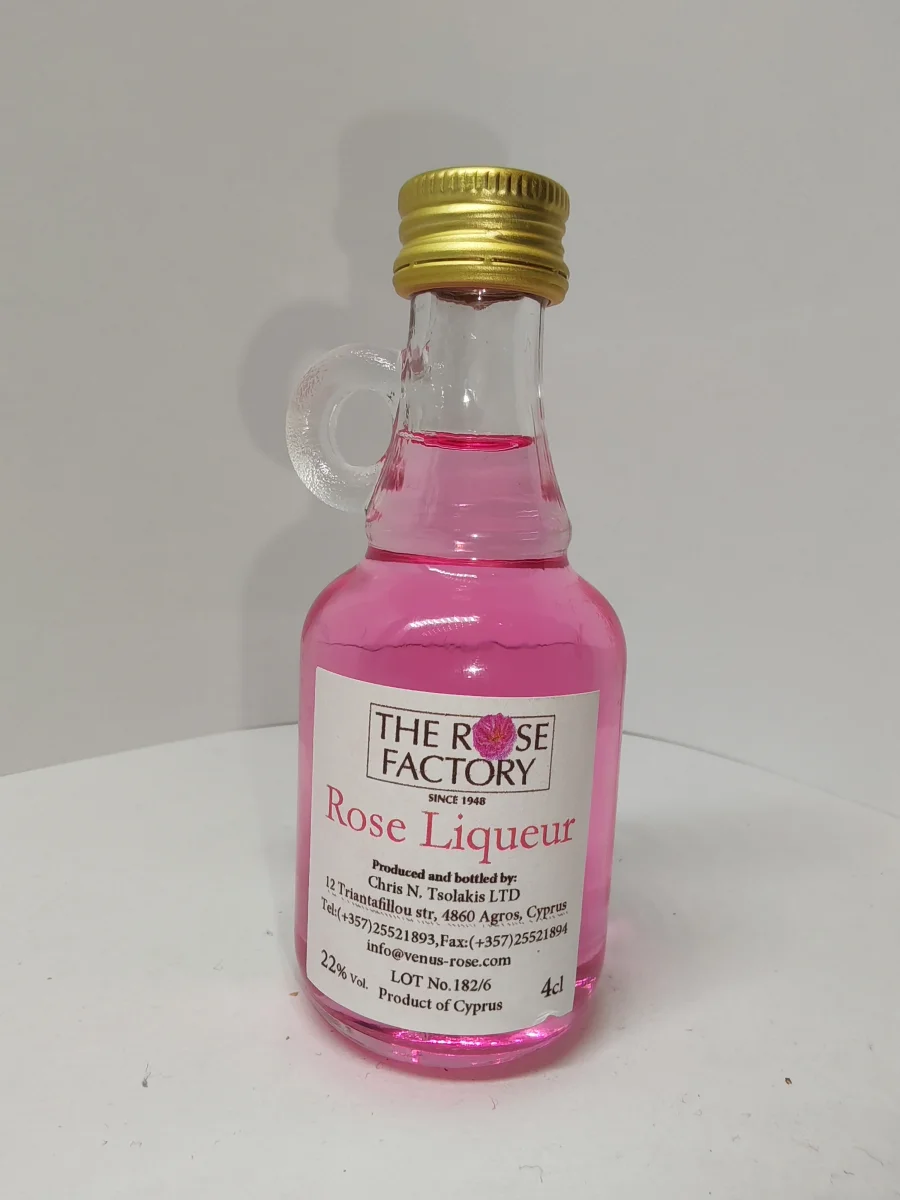 THE ROSE
FACTORY
SINCE 1948
Rose Liqueur
Produced and bottled by:
Chris N. Tsolakis LTD
12 Triantafillou str, 4860 Agros, Cyprus
Tel:(+357)25521893,Fax:(+357)25521894
info@venus-rose.com
22% Vol. LOT No.182/6 4cl
Product of Cyprus